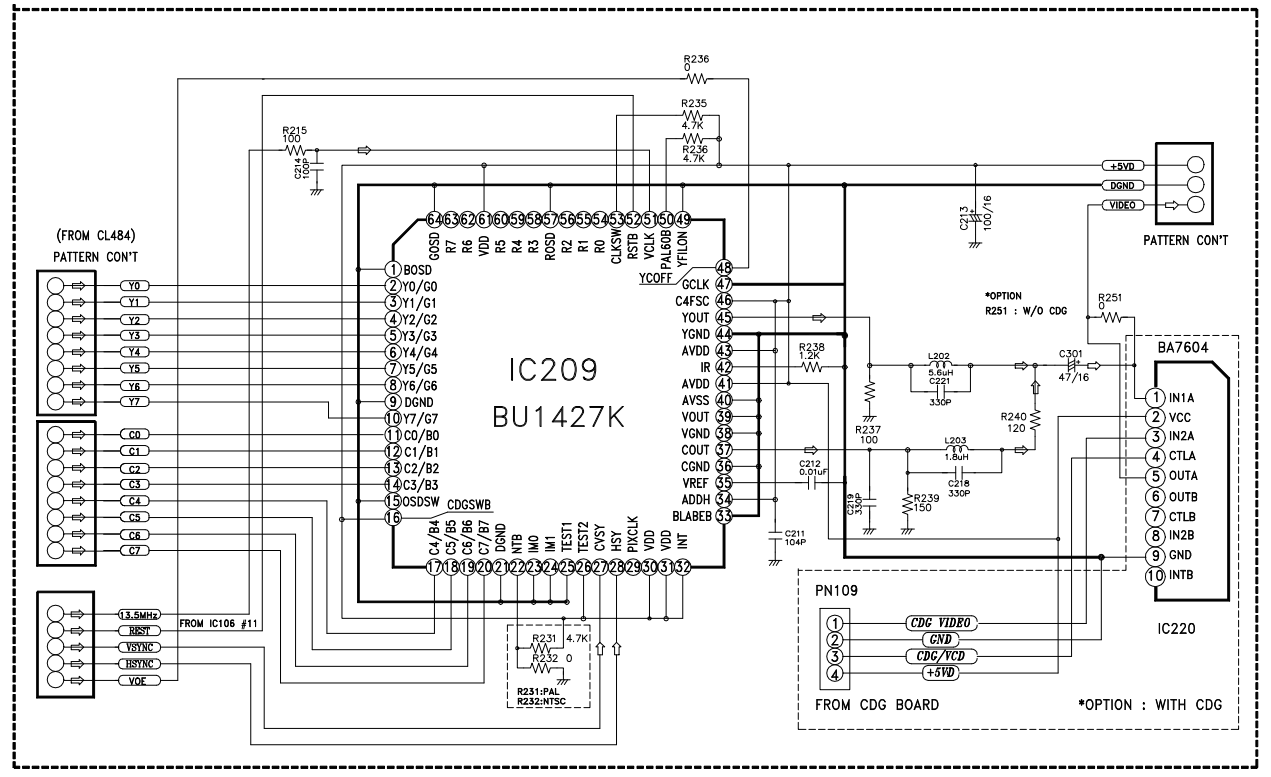 R236
0
R235
4.7K
R236
4.7K
R215
100
C214
100P
+5VD
DGND
VIDEO
PATTERN CON'T
C213
100/16
(FROM CL484)
PATTERN CON'T
Y0
Y1
Y2
Y3
Y4
Y5
Y6
Y7
C0
C1
C2
C3
C4
C5
C6
C7
13.5MHz
FROM IC106 #11
REST
VSYNC
HSYNC
VOE
64 63 62 61 60 59 58 57 56 55 54 53 52 51 50 49
GOSD R7 R6 VDD R5 R4 R3 ROSD R2 R1 R0 CLKSW RSTB VCLK PAL60B YFILON
1 BOSD
2 Y0/G0
3 Y1/G1
4 Y2/G2
5 Y3/G3
6 Y4/G4
7 Y5/G5
8 Y6/G6
9 DGND
10 Y7/G7
11 C0/B0
12 C1/B1
13 C2/B2
14 C3/B3
15 OSDSW
16 CDGSWB
IC209
BU1427K
YCOFF 48
GCLK 47
C4FSC 46
YOUT 45
YGND 44
AVDD 43
IR 42
AVDD 41
AVSS 40
VOUT 39
VGND 38
COUT 37
CGND 36
VREF 35
ADDH 34
BLABEB 33
C4/B4 C5/B5 C6/B6 C7/B7 DGND NTB IM0 IM1 TEST1 TEST2 CVSY HSY PIXCLK VDD VDD INT
17 18 19 20 21 22 23 24 25 26 27 28 29 30 31 32
R231 4.7K
R232 0
R231:PAL
R232:NTSC
R238
1.2K
C212
0.01uF
C211
104P
R237
100
C219
330P
R239
150
L202
5.6uH
C221
330P
L203
1.8uH
C218
330P
R240
120
C301
47/16
*OPTION
R251 : W/O CDG
R251
0
BA7604
1 IN1A
2 VCC
3 IN2A
4 CTLA
5 OUTA
6 OUTB
7 CTLB
8 IN2B
9 GND
10 INTB
IC220
PN109
1 CDG VIDEO
2 GND
3 CDG/VCD
4 +5VD
FROM CDG BOARD
*OPTION : WITH CDG